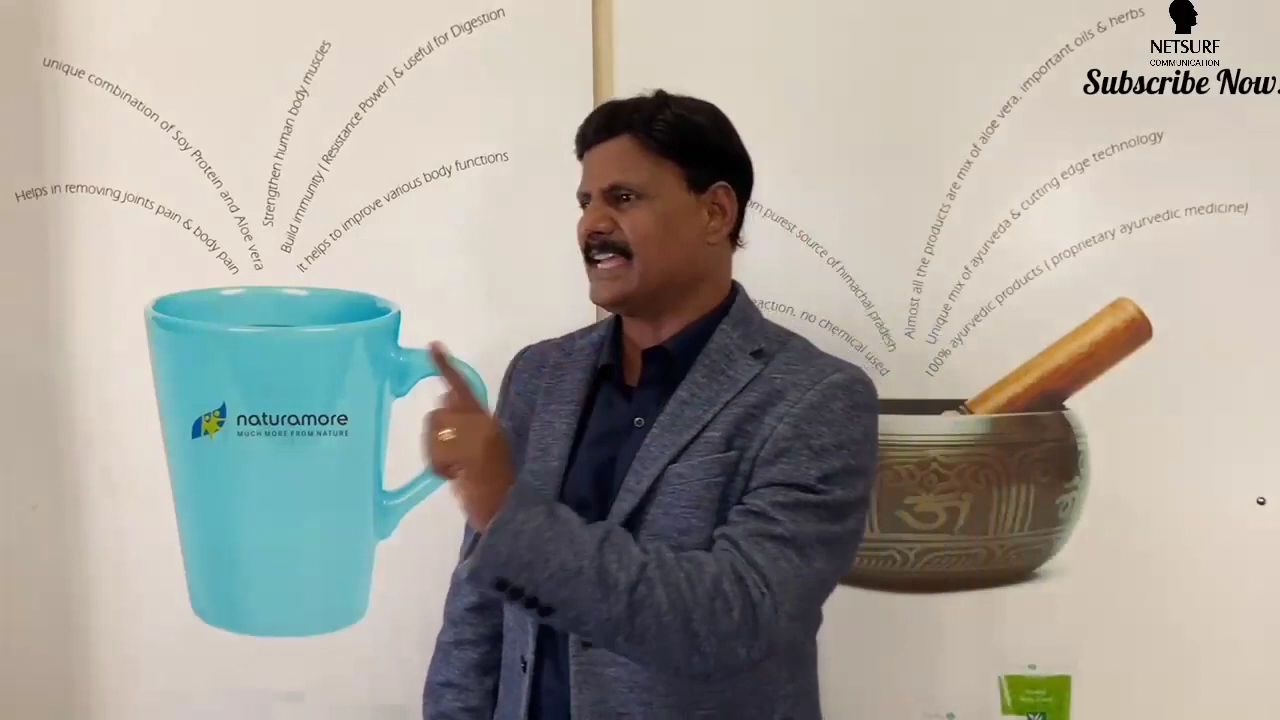 unique combination of Soy Protein and Aloe vera
Helps in removing joints pain & body pain
Strengthen human body muscles
Build immunity ( Resistance Power ) & useful for Digestion
It helps to improve various body functions
naturamore
MUCH MORE FROM NATURE
NETSURF
COMMUNICATION
Subscribe Now
purest source of himachal pradesh
no chemical used
Almost all the products are mix of aloe vera, important oils & herbs
Unique mix of ayurveda & cutting edge technology
100% ayurvedic products ( proprietary ayurvedic medicine)